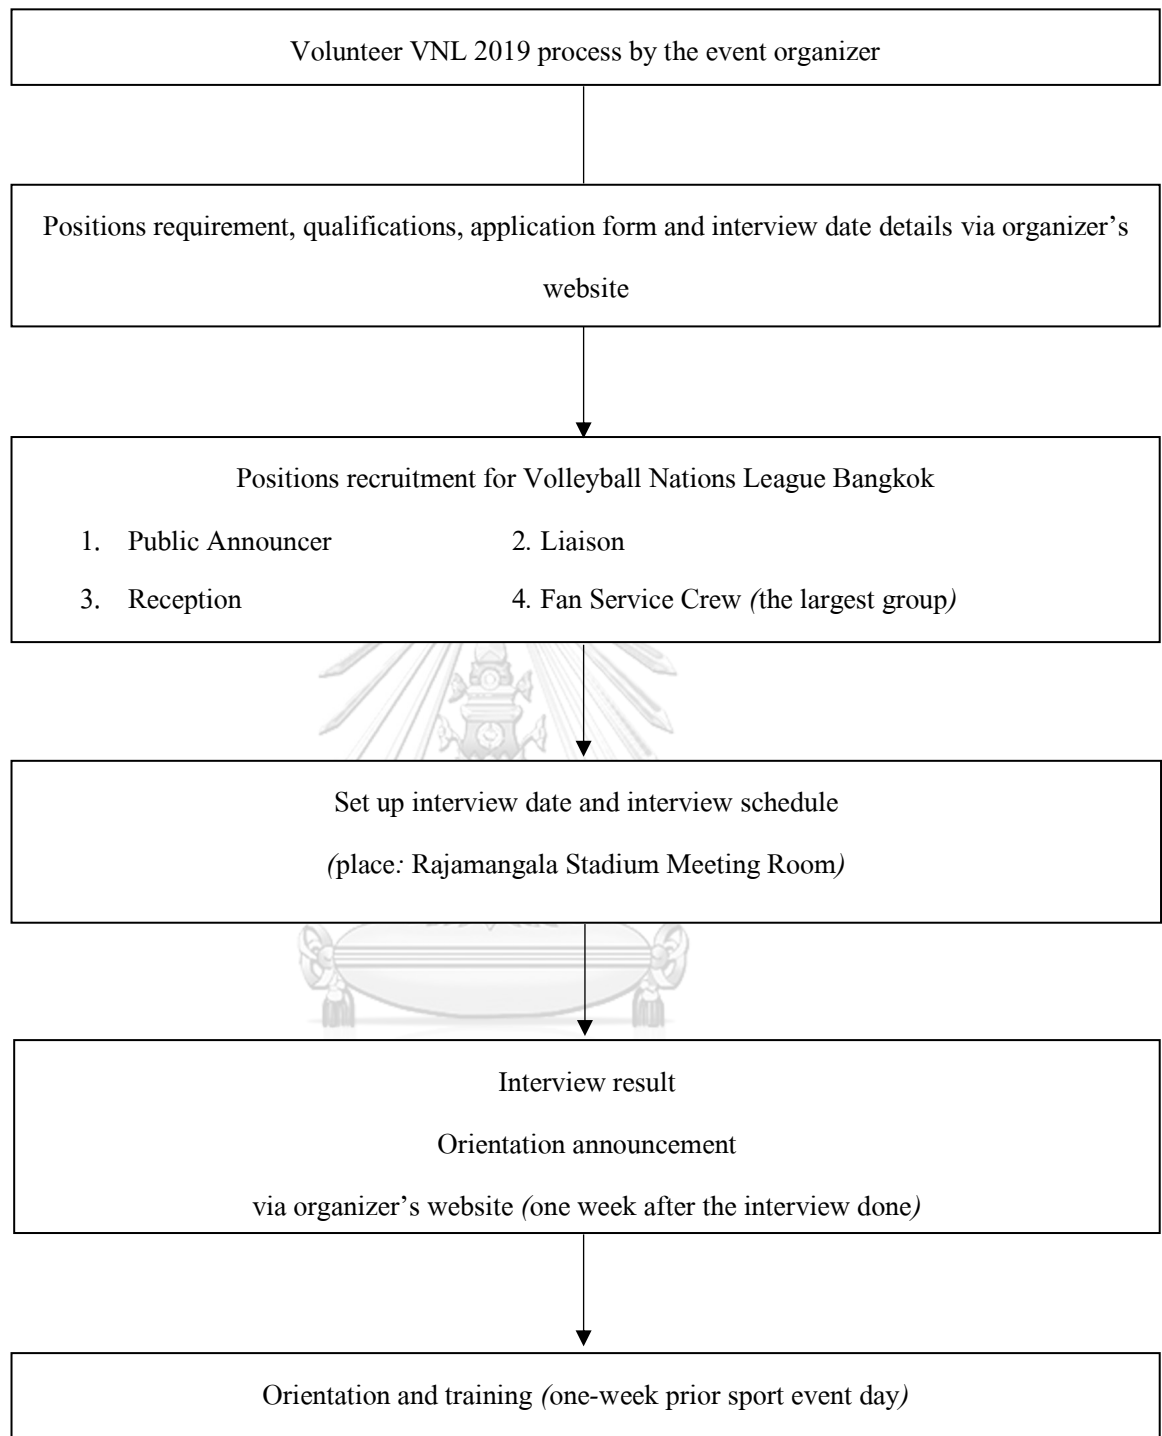 Volunteer VNL 2019 process by the event organizer
Positions requirement, qualifications, application form and interview date details via organizer’s
website
Positions recruitment for Volleyball Nations League Bangkok
1. Public Announcer 2. Liaison
3. Reception 4. Fan Service Crew (the largest group)
Set up interview date and interview schedule
(place: Rajamangala Stadium Meeting Room)
Interview result
Orientation announcement
via organizer’s website (one week after the interview done)
Orientation and training (one-week prior sport event day)